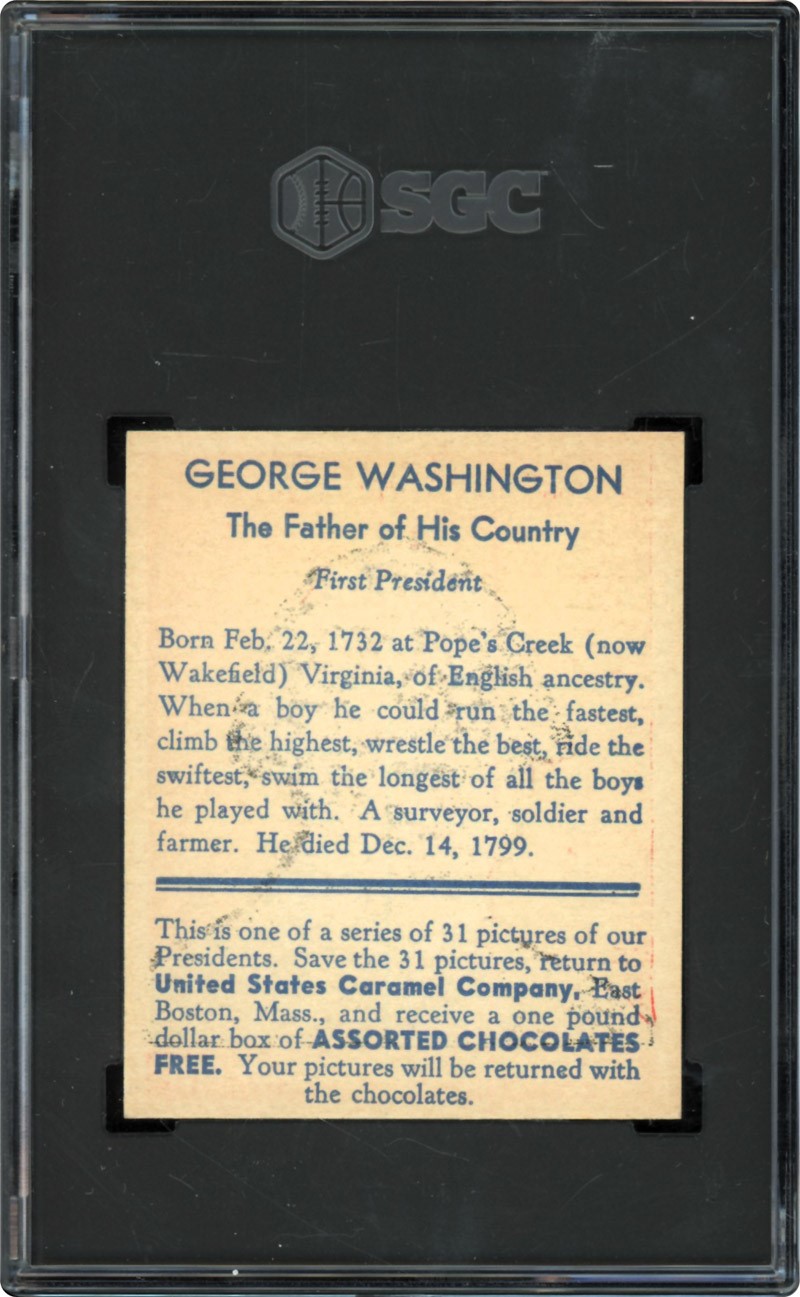 SGC
GEORGE WASHINGTON
The Father of His Country
First President
Born Feb. 22, 1732 at Pope's Creek (now
Wakefield) Virginia, of English ancestry.
When a boy he could run the fastest,
climb the highest, wrestle the best, ride the
swiftest, swim the longest of all the boys
he played with. A surveyor, soldier and
farmer. He died Dec. 14, 1799.
This is one of a series of 31 pictures of our
Presidents. Save the 31 pictures, return to
United States Caramel Company, East
Boston, Mass., and receive a one pound
dollar box of ASSORTED CHOCOLATES
FREE. Your pictures will be returned with
the chocolates.